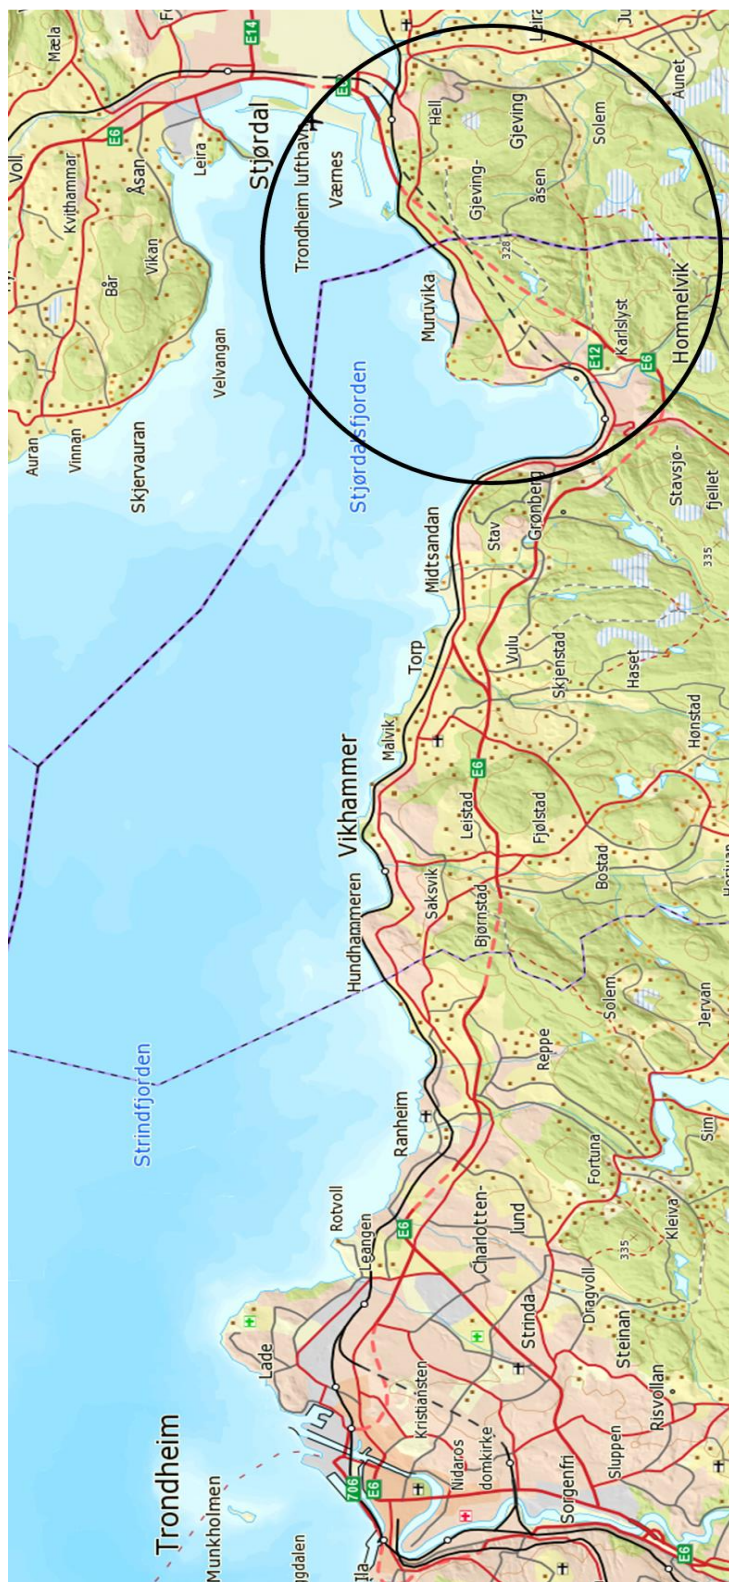 Mæla
E14
Leira
Aunet
Voll
Kvithammar
E6
Åsan
Leira
Stjørdal
Trondheim lufthavn
Værnes
Hell
Gjeving
Solem
Gjeving-
åsen
Bår
Vikan
Velvangan
Muruvika
328
E12
Karlslyst
E6
Hommelvik
Auran
Vinnan
Skjervauran
Stjørdalsfjorden
Midtsandan
Stav
Grønberg
Stavsjø-
fjellet
335
Torp
Vulu
Skjenstad
Haset
Malvik
Hønstad
Vikhammer
E6
Leistad
Fjølstad
Hundhammeren
Saksvik
Bjørnstad
Bostad
Solem
Jervan
Strindfjorden
Reppe
Ranheim
Fortuna
Sim
Rotvoll
Leangen
E6
Charlotten-
lund
Kleiva
335
Dragvoll
Strinda
Steinan
Lade
Kristiansten
Risvollan
Trondheim
Nidaros
domkirke
Sluppen
Sorgenfri
Munkholmen
706
E6
Ila
E6